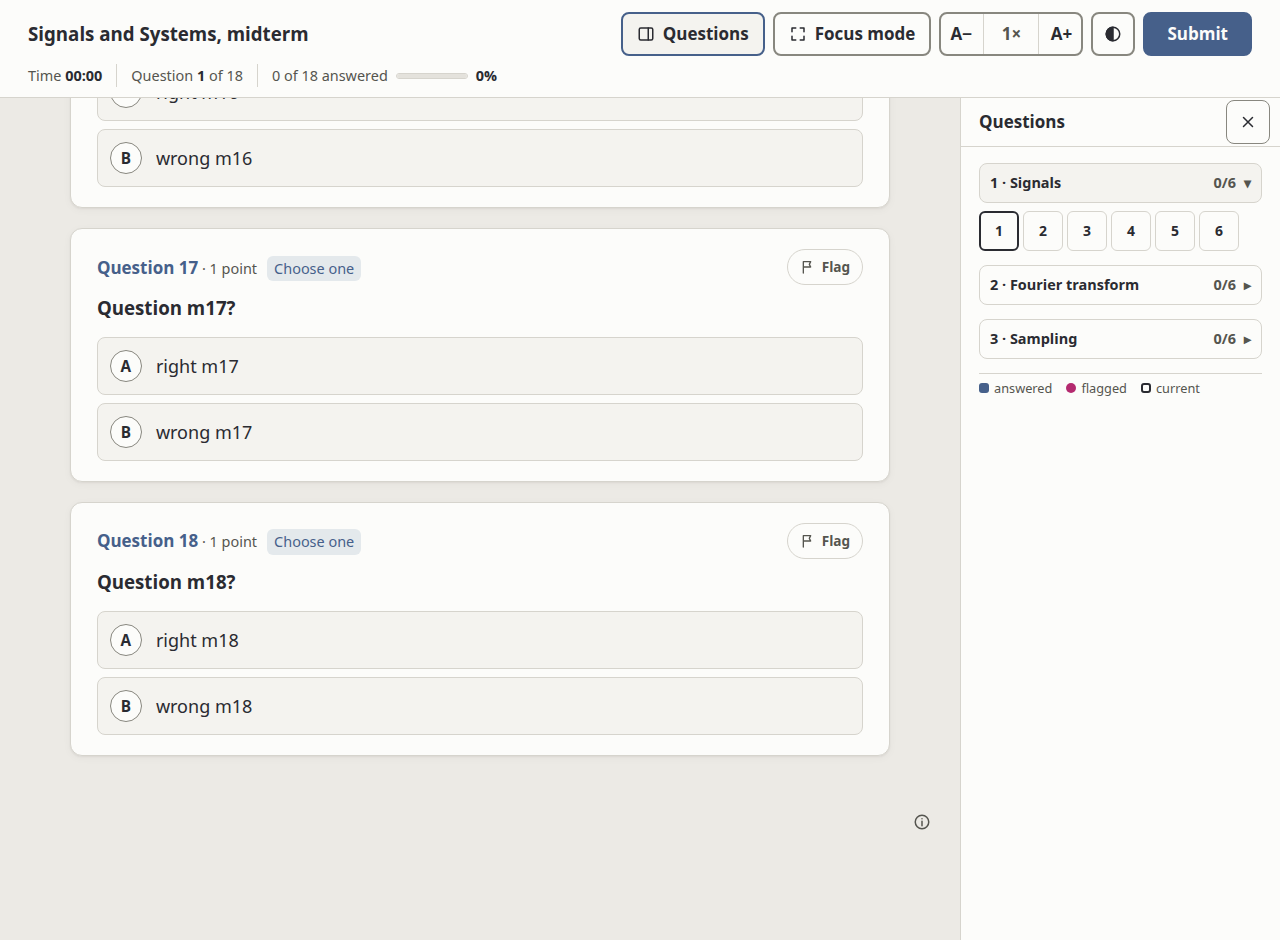 Signals and Systems, midterm
Questions
Focus mode
A−
1×
A+
Submit
Time 00:00
Question 1 of 18
0 of 18 answered
0%
B
wrong m16
Question 17 · 1 point Choose one
Flag
Question m17?
A
right m17
B
wrong m17
Question 18 · 1 point Choose one
Flag
Question m18?
A
right m18
B
wrong m18
Questions
1 · Signals 0/6 ▾
1 2 3 4 5 6
2 · Fourier transform 0/6 ▸
3 · Sampling 0/6 ▸
answered flagged current